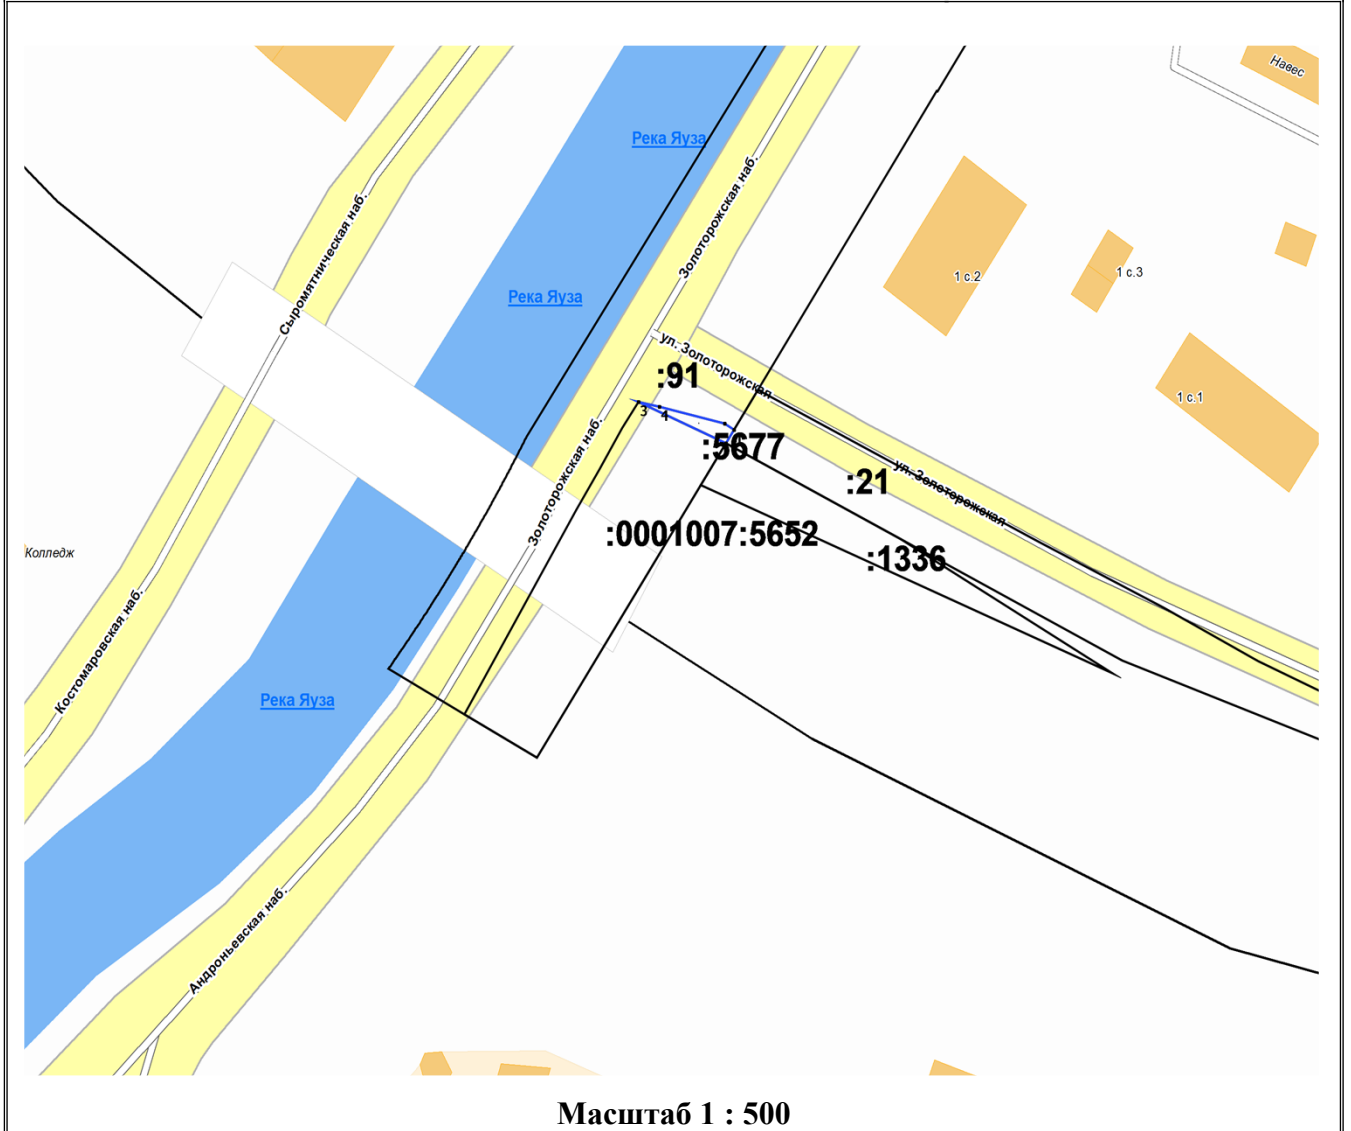 Навес
Река Яуза
Золоторожская наб.
Сыромятническая наб.
1 с.2
1 с.3
Река Яуза
ул. Золоторожская
:91
1 с.1
3
4
:5677
Золоторожская наб.
:21
ул. Золоторожская
:0001007:5652
:1336
Колледж
Костомаровская наб.
Река Яуза
Андроньевская наб.
Масштаб 1 : 500